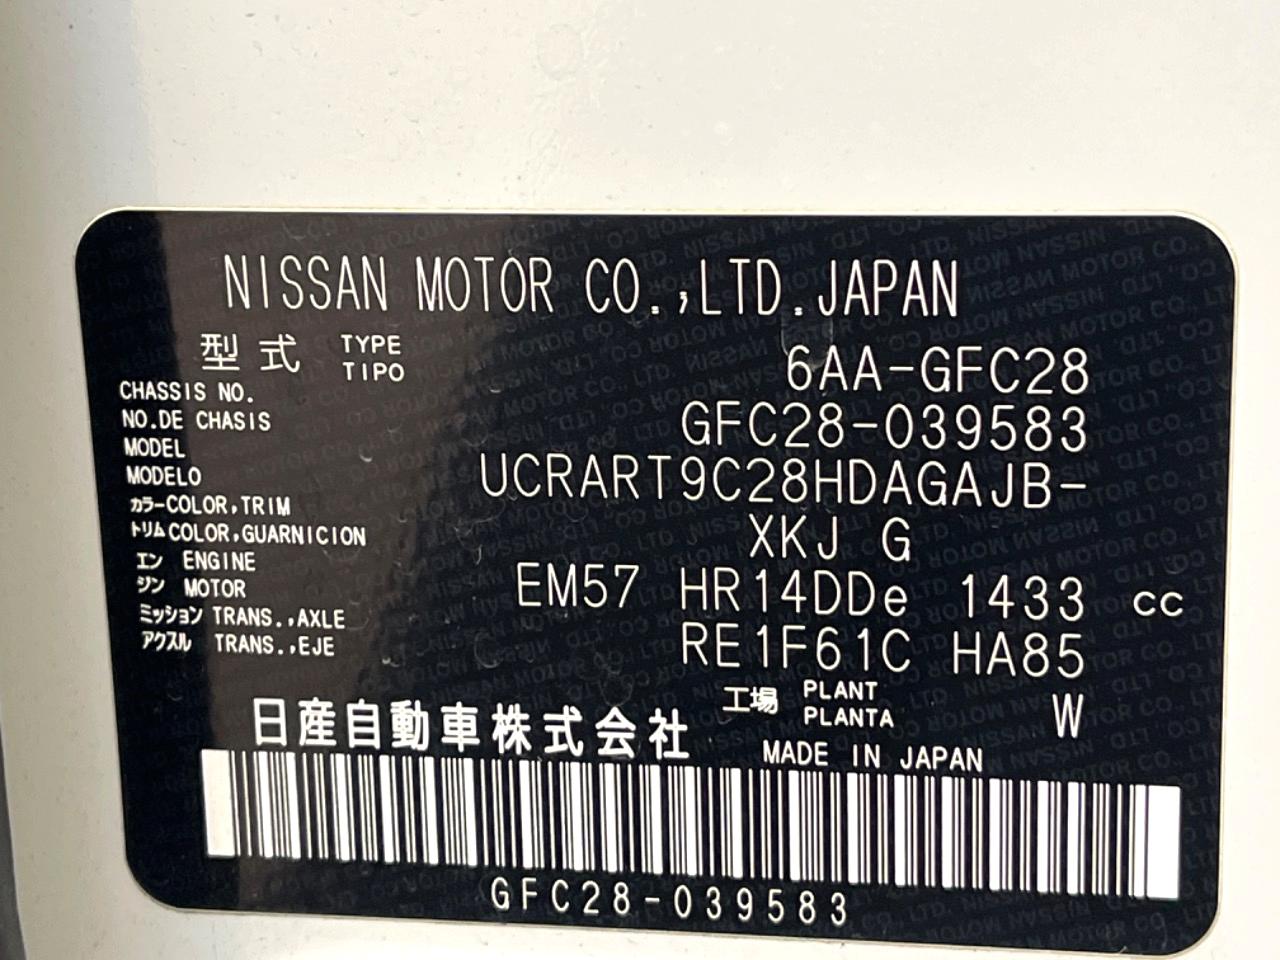 NISSAN MOTOR CO.,LTD.JAPAN
型式 TYPE TIPO 6AA-GFC28
CHASSIS NO.
NO.DE CHASIS GFC28-039583
MODEL
MODELO UCRART9C28HDAGAJB-
カラーCOLOR,TRIM
トリムCOLOR,GUARNICION XKJ G
エン ENGINE
ジン MOTOR EM57 HR14DDe 1433 cc
ミッション TRANS.,AXLE
アクスル TRANS.,EJE RE1F61C HA85
工場 PLANT PLANTA W
日産自動車株式会社 MADE IN JAPAN
GFC28-039583